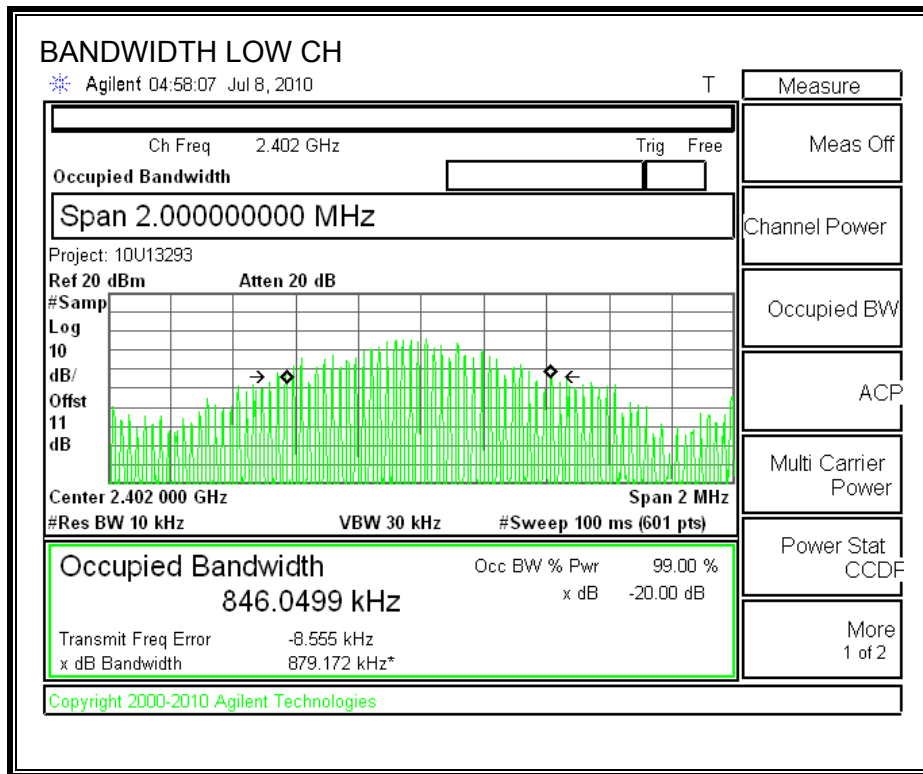 BANDWIDTH LOW CH
Agilent 04:58:07 Jul 8, 2010 T
Measure
Ch Freq 2.402 GHz Trig Free
Meas Off
Occupied Bandwidth
Span 2.000000000 MHz
Channel Power
Project: 10U13293
Ref 20 dBm Atten 20 dB
#Samp
Log
10
dB/
Offst
11
dB
Occupied BW
ACP
Multi Carrier
Power
Center 2.402 000 GHz Span 2 MHz
#Res BW 10 kHz VBW 30 kHz #Sweep 100 ms (601 pts)
Power Stat
CCDF
Occupied Bandwidth Occ BW % Pwr 99.00 %
846.0499 kHz x dB -20.00 dB
Transmit Freq Error -8.555 kHz
x dB Bandwidth 879.172 kHz*
More
1 of 2
Copyright 2000-2010 Agilent Technologies